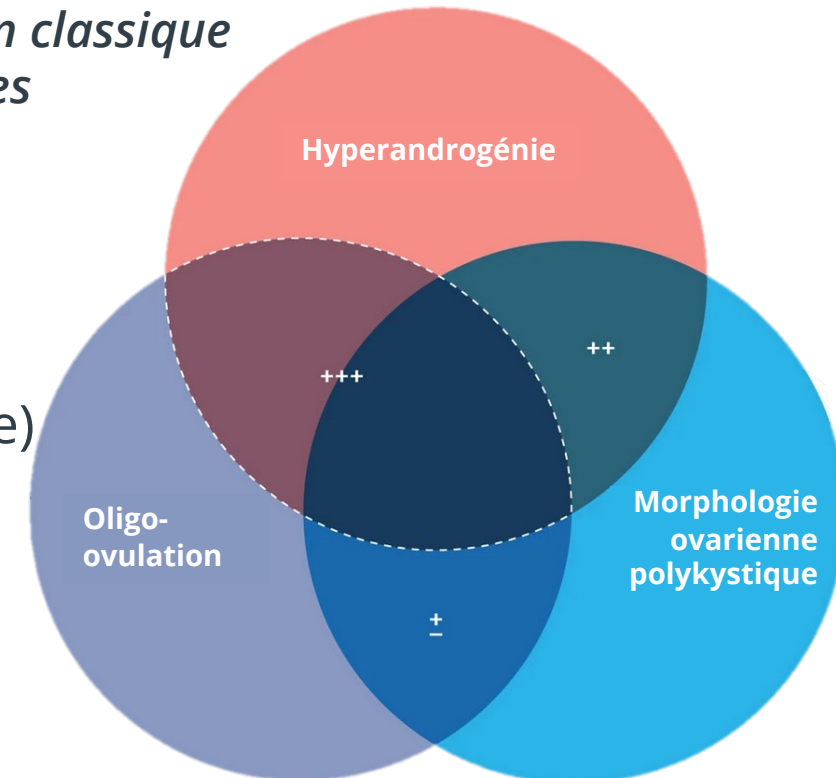 n classique
es
Hyperandrogénie
++
+++
e)
Oligo-
ovulation
Morphologie
ovarienne
polykystique
±